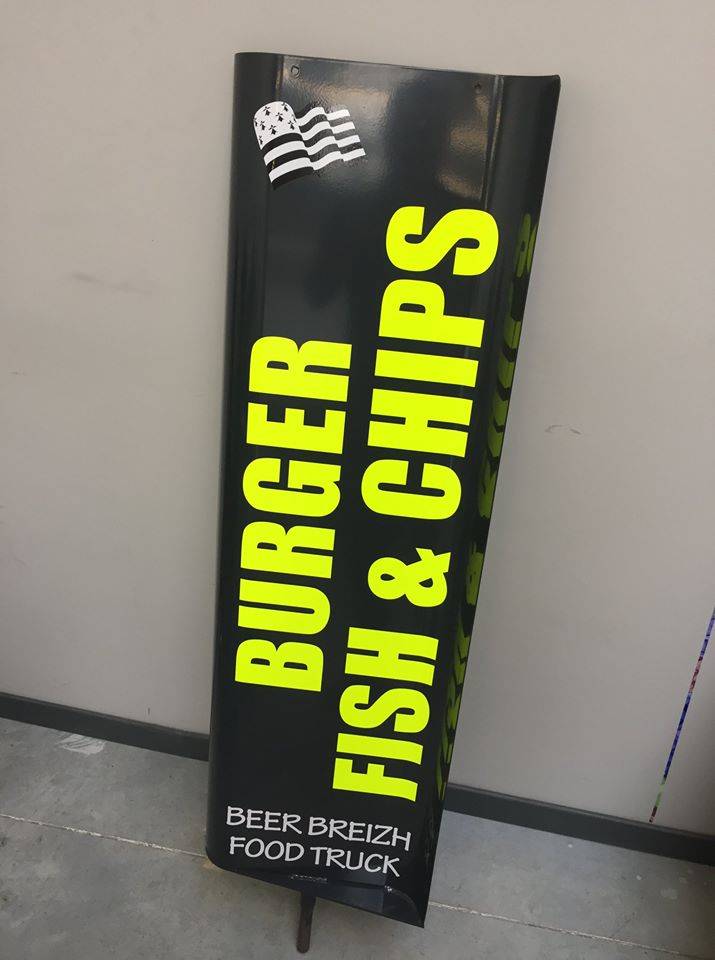 BURGER
FISH & CHIPS
BEER BREIZH
FOOD TRUCK